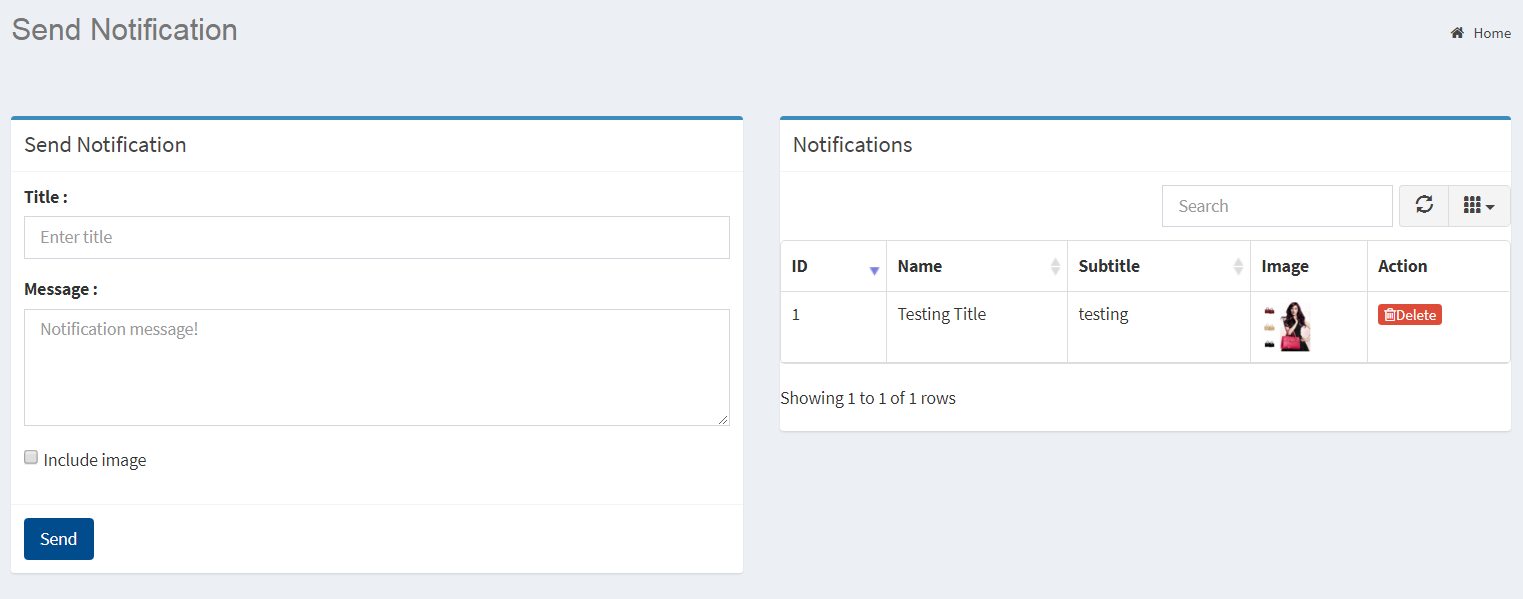 Send Notification
Home
Send Notification
Title :
Enter title
Message :
Notification message!
Include image
Send
Notifications
Search
ID Name Subtitle Image Action
1 Testing Title testing Delete
Showing 1 to 1 of 1 rows